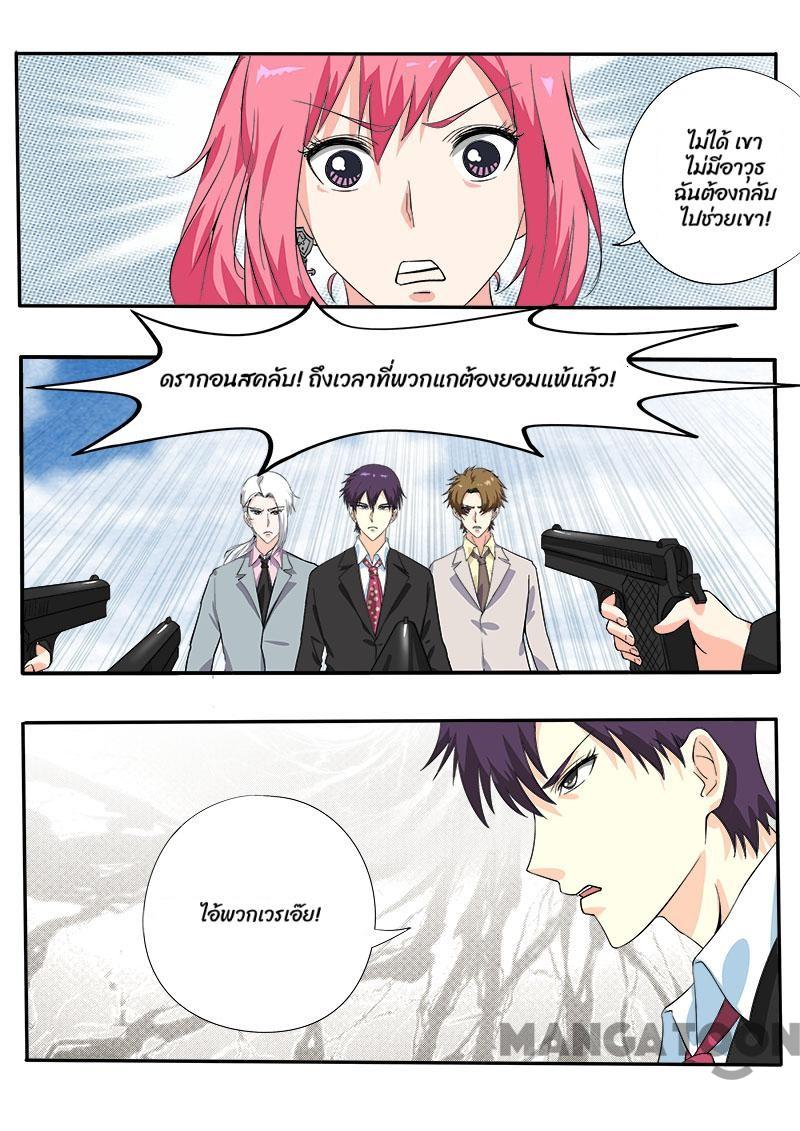 ไม่ได้ เขา
ไม่มีอาวุธ
ฉันต้องกลับ
ไปช่วยเขา!
ดรากอนสคลับ! ถึงเวลาที่พวกแกต้องยอมแพ้แล้ว!
ไอ้พวกเวรเอ๊ย!
MANGATOON